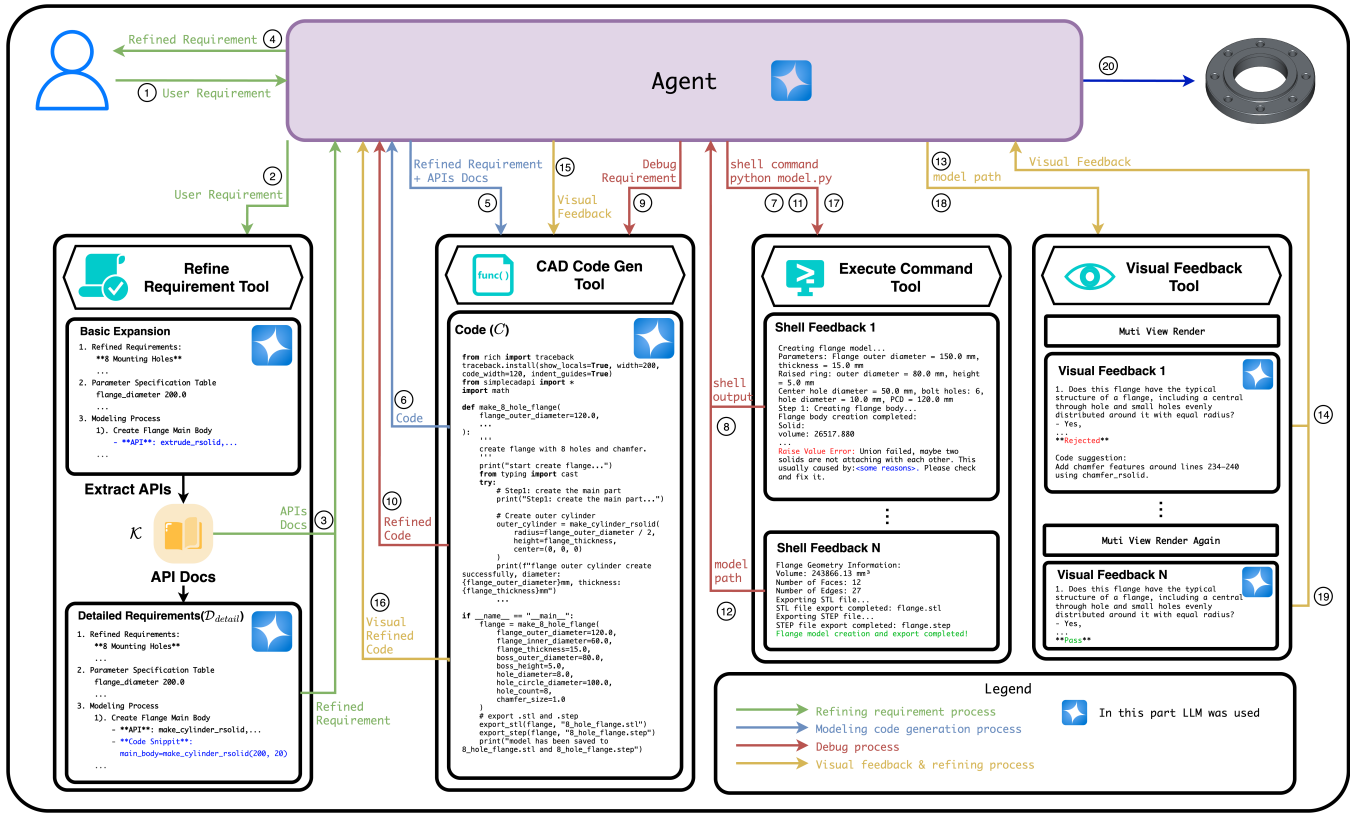 Refined Requirement
4
1
User Requirement
Agent
20
2
User Requirement
Refined Requirement
+ APIs Docs
5
15
Visual
Feedback
Debug
Requirement
9
shell command
python model.py
7
11
17
13
model path
18
Visual Feedback
Refine
Requirement Tool
Basic Expansion
1. Refined Requirements:
**8 Mounting Holes**
...
2. Parameter Specification Table
flange_diameter 200.0
...
3. Modeling Process
1). Create Flange Main Body
- **API**: extrude_rsolid,...
...
Extract APIs
K
APIs
Docs
3
API Docs
Detailed Requirements(D detail)
1. Refined Requirements:
**8 Mounting Holes**
...
2. Parameter Specification Table
flange_diameter 200.0
...
3. Modeling Process
1). Create Flange Main Body
- **API**: make_cylinder_rsolid,...
- **Code Snippit**:
main_body=make_cylinder_rsolid(200, 20)
...
Refined
Requirement
6
Code
10
Refined
Code
16
Visual
Refined
Code
func()
CAD Code Gen
Tool
Code (C)
from rich import traceback
traceback.install(show_locals=True, width=200,
code_width=120, indent_guides=True)
from simplecadapi import *
import math
def make_8_hole_flange(
flange_outer_diameter=120.0,
...
):
'''
create flange with 8 holes and chamfer.
'''
print("start create flange...")
from typing import cast
try:
# Step1: create the main part
print("Step1: create the main part...")
# Create outer cylinder
outer_cylinder = make_cylinder_rsolid(
radius=flange_outer_diameter / 2,
height=flange_thickness,
center=(0, 0, 0)
)
print(f"flange outer cylinder create
successfully, diameter:
{flange_outer_diameter}mm, thickness:
{flange_thickness}mm")
...
if __name__ == "__main__":
flange = make_8_hole_flange(
flange_outer_diameter=120.0,
flange_inner_diameter=60.0,
flange_thickness=15.0,
boss_outer_diameter=80.0,
boss_height=5.0,
hole_diameter=8.0,
hole_circle_diameter=100.0,
hole_count=8,
chamfer_size=1.0
)
# export .stl and .step
export_stl(flange, "8_hole_flange.stl")
export_step(flange, "8_hole_flange.step")
print("model has been saved to
8_hole_flange.stl and 8_hole_flange.step")
shell
output
8
model
path
12
Execute Command
Tool
Shell Feedback 1
Creating flange model...
Parameters: Flange outer diameter = 150.0 mm,
thickness = 15.0 mm
Raised ring: outer diameter = 80.0 mm, height
= 5.0 mm
Center hole diameter = 50.0 mm, bolt holes: 6,
hole diameter = 10.0 mm, PCD = 120.0 mm
Step 1: Creating flange body...
Flange body creation completed:
Solid:
volume: 26517.880
...
Raise Value Error: Union failed, maybe two
solids are not attaching with each other. This
usually caused by:<some reasons>. Please check
and fix it.
Shell Feedback N
Flange Geometry Information:
Volume: 243866.13 mm³
Number of Faces: 12
Number of Edges: 27
Exporting STL file...
STL file export completed: flange.stl
Exporting STEP file...
STEP file export completed: flange.step
Flange model creation and export completed!
Visual Feedback
Tool
Muti View Render
Visual Feedback 1
1. Does this flange have the typical
structure of a flange, including a central
through hole and small holes evenly
distributed around it with equal radius?
- Yes,
...
**Rejected**
Code suggestion:
Add chamfer features around lines 234-240
using chamfer_rsolid.
Muti View Render Again
Visual Feedback N
1. Does this flange have the typical
structure of a flange, including a central
through hole and small holes evenly
distributed around it with equal radius?
- Yes,
...
**Pass**
14
19
Legend
Refining requirement process
Modeling code generation process
Debug process
Visual feedback & refining process
In this part LLM was used